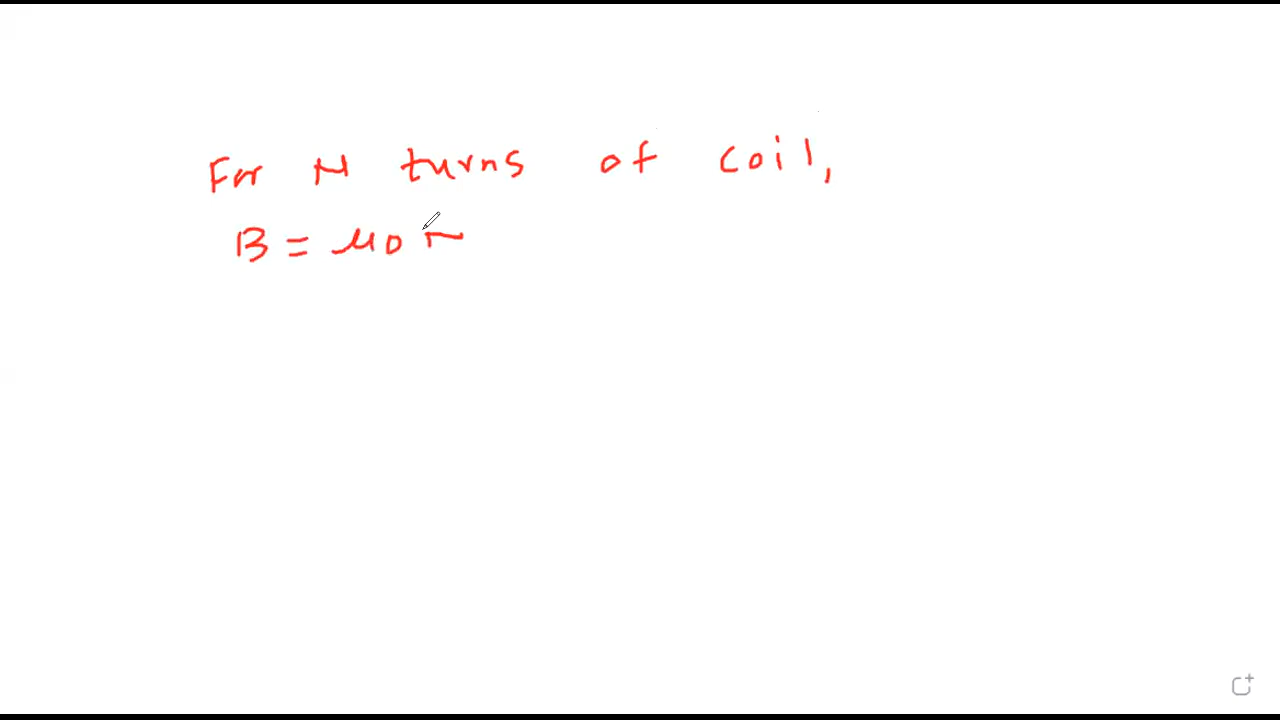 For N turns of coil,
B = μ0 N